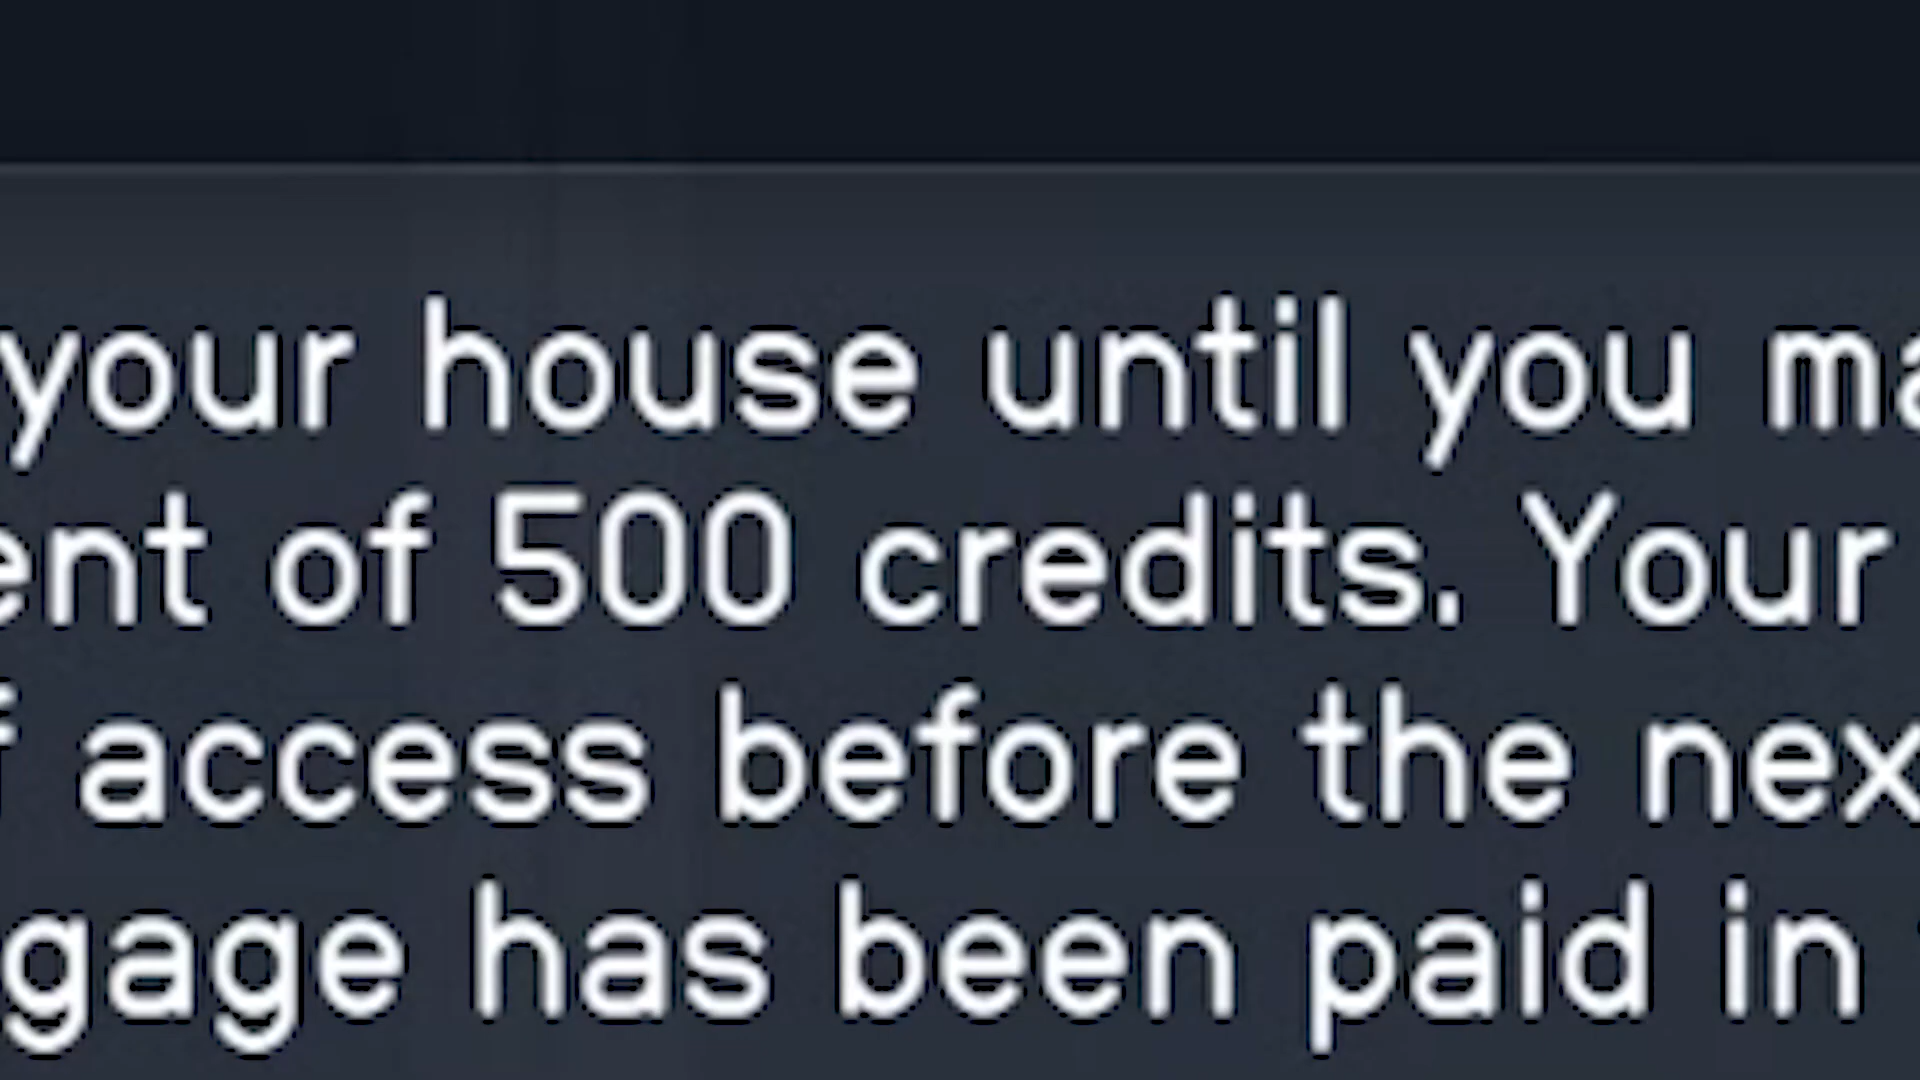 your house until you ma
ent of 500 credits. Your
f access before the nex
gage has been paid in